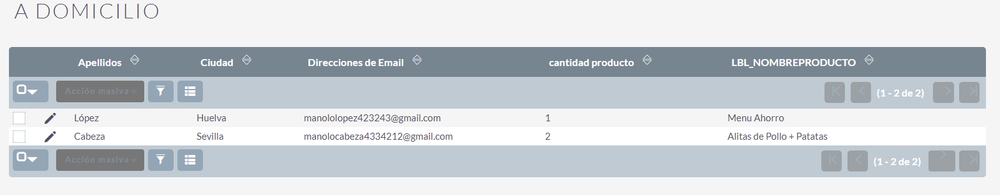 A DOMICILIO
Apellidos Ciudad Direcciones de Email cantidad producto LBL_NOMBREPRODUCTO
Acción masiva (1 - 2 de 2)
López Huelva manololopez423243@gmail.com 1 Menu Ahorro
Cabeza Sevilla manolocabeza4334212@gmail.com 2 Alitas de Pollo + Patatas
Acción masiva (1 - 2 de 2)